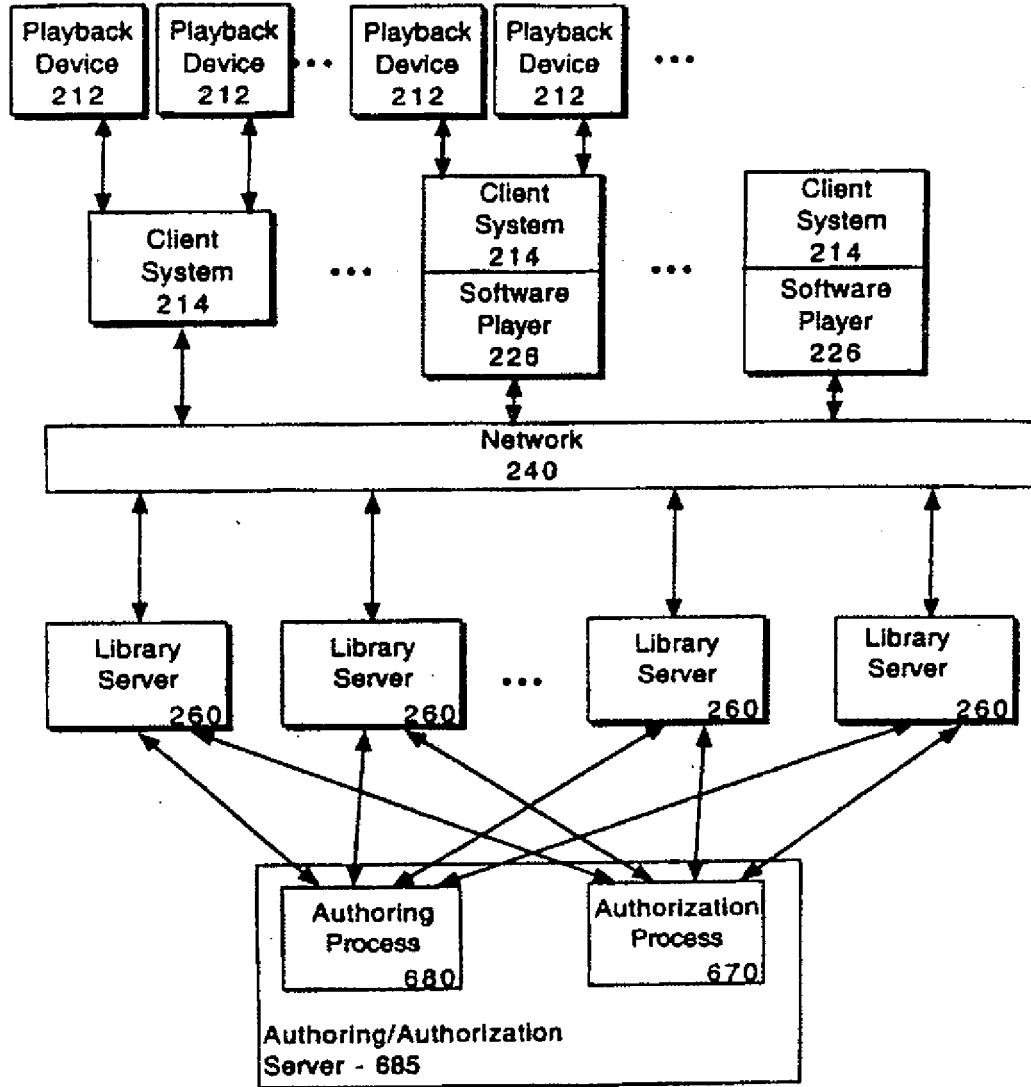 Playback
Device
212
Playback
Device
212
...
Playback
Device
212
Playback
Device
212
...
Client
System
214
...
Client
System
214
Software
Player
226
...
Client
System
214
Software
Player
226
Network
240
Library
Server
260
Library
Server
260
...
Library
Server
260
Library
Server
260
Authoring
Process
680
Authorization
Process
670
Authoring/Authorization
Server - 685